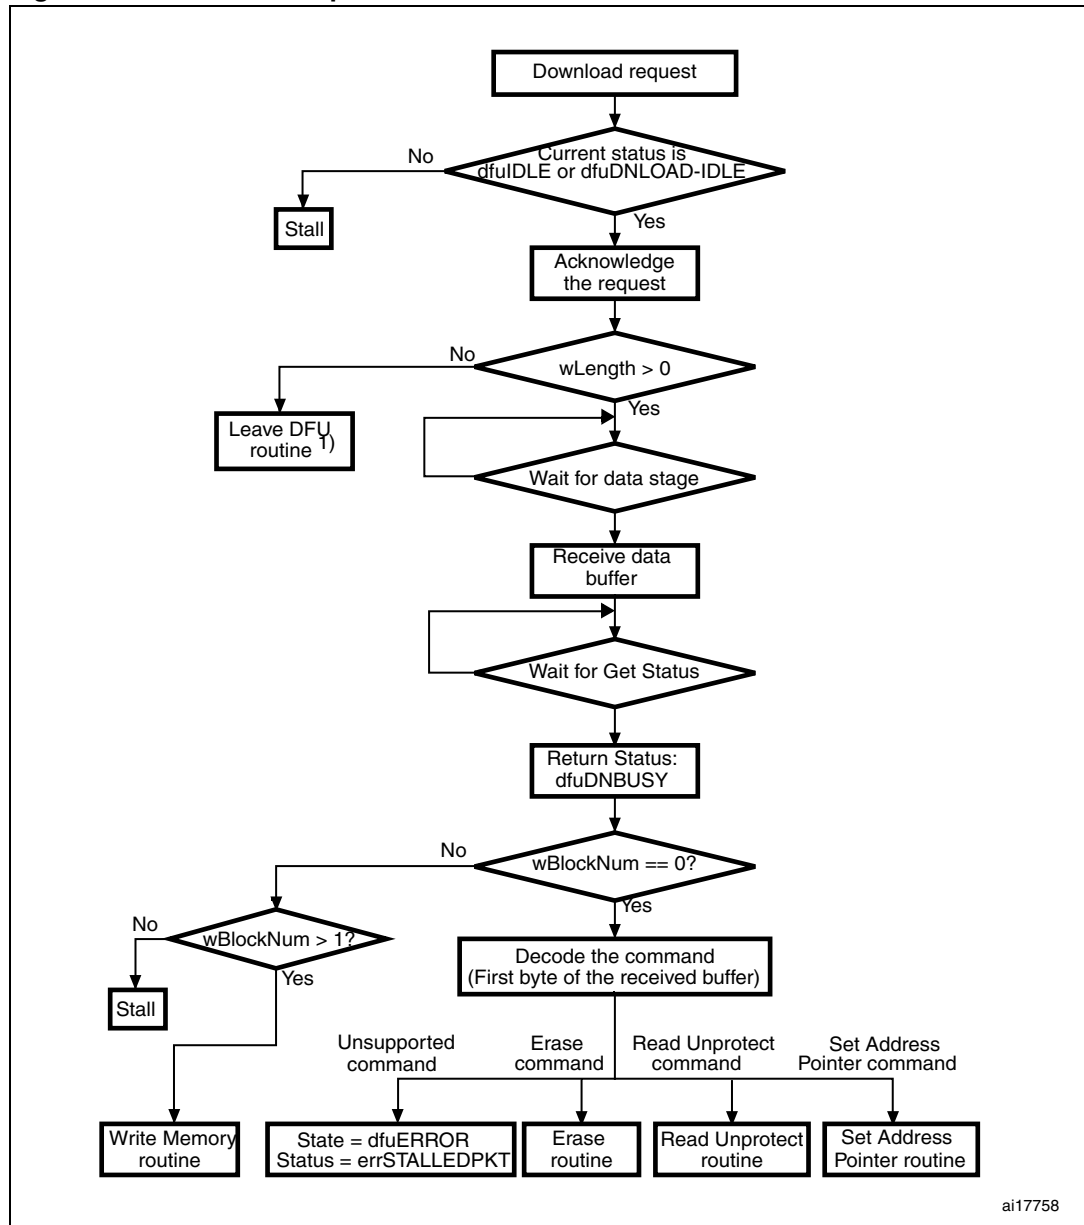 Download request
Current status is
dfuIDLE or dfuDNLOAD-IDLE
No
Stall
Yes
Acknowledge
the request
No
wLength > 0
Yes
Leave DFU
routine 1)
Wait for data stage
Receive data
buffer
Wait for Get Status
Return Status:
dfuDNBUSY
No
wBlockNum == 0?
Yes
No
wBlockNum > 1?
Yes
Stall
Decode the command
(First byte of the received buffer)
Unsupported
command
Erase
command
Read Unprotect
command
Set Address
Pointer command
Write Memory
routine
State = dfuERROR
Status = errSTALLEDPKT
Erase
routine
Read Unprotect
routine
Set Address
Pointer routine
ai17758